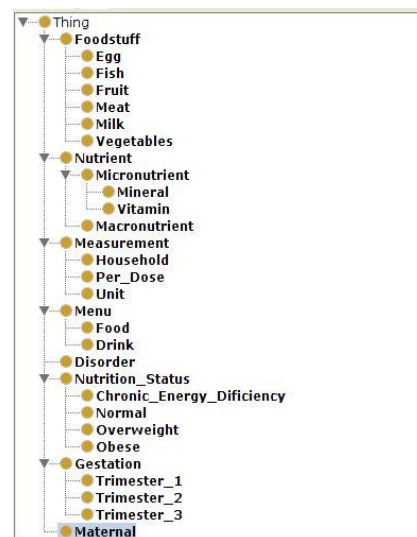 Thing
Foodstuff
Egg
Fish
Fruit
Meat
Milk
Vegetables
Nutrient
Micronutrient
Mineral
Vitamin
Macronutrient
Measurement
Household
Per_Dose
Unit
Menu
Food
Drink
Disorder
Nutrition_Status
Chronic_Energy_Dificiency
Normal
Overweight
Obese
Gestation
Trimester_1
Trimester_2
Trimester_3
Maternal